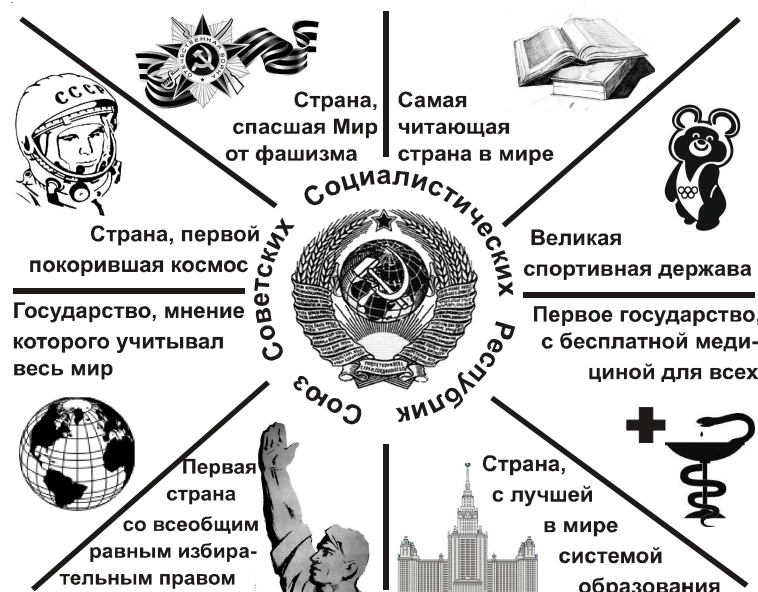 Союз Советских Социалистических Республик
СССР
ОТЕЧЕСТВЕННАЯ ВОЙНА
Страна,
спасшая Мир
от фашизма
Самая
читающая
страна в мире
Великая
спортивная держава
Первое государство,
с бесплатной меди-
циной для всех
Страна,
с лучшей
в мире
системой
образования
Первая
страна
со всеобщим
равным избира-
тельным правом
Государство, мнение
которого учитывал
весь мир
Страна, первой
покорившая космос